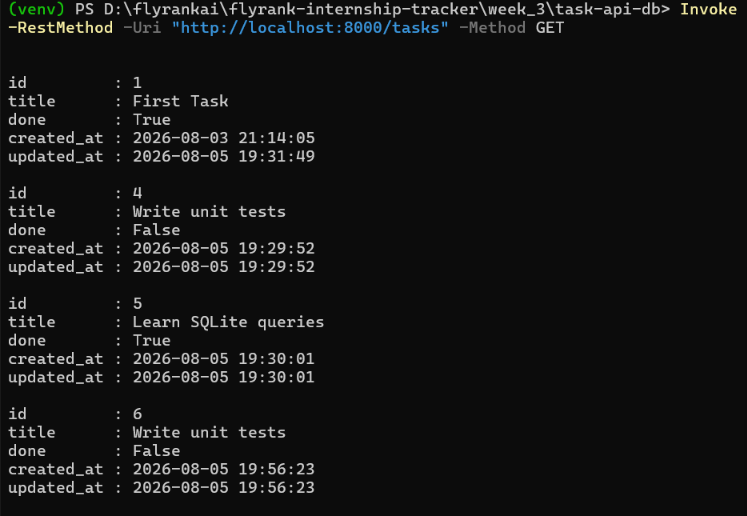 (venv) PS D:\flyrankai\flyrank-internship-tracker\week_3\task-api-db> Invoke
-RestMethod -Uri "http://localhost:8000/tasks" -Method GET
id         : 1
title      : First Task
done       : True
created_at : 2026-08-03 21:14:05
updated_at : 2026-08-05 19:31:49
id         : 4
title      : Write unit tests
done       : False
created_at : 2026-08-05 19:29:52
updated_at : 2026-08-05 19:29:52
id         : 5
title      : Learn SQLite queries
done       : True
created_at : 2026-08-05 19:30:01
updated_at : 2026-08-05 19:30:01
id         : 6
title      : Write unit tests
done       : False
created_at : 2026-08-05 19:56:23
updated_at : 2026-08-05 19:56:23